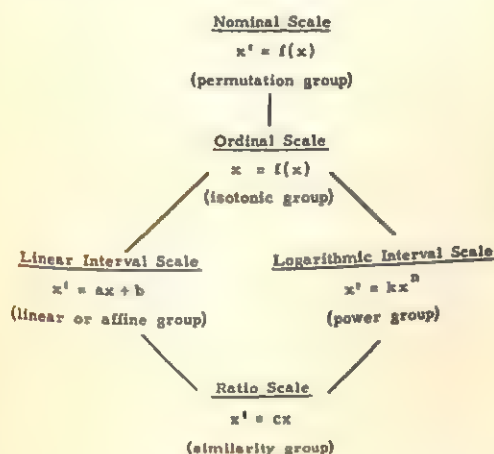 Nominal Scale
x' = f(x)
(permutation group)
Ordinal Scale
x = f(x)
(isotonic group)
Linear Interval Scale
x' = ax + b
(linear or affine group)
Logarithmic Interval Scale
x' = kxⁿ
(power group)
Ratio Scale
x' = cx
(similarity group)